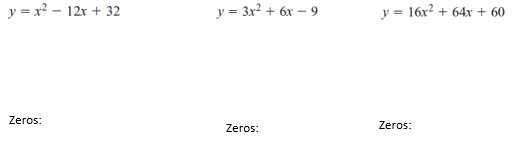 y = x² − 12x + 32
y = 3x² + 6x − 9
y = 16x² + 64x + 60
Zeros:
Zeros:
Zeros: